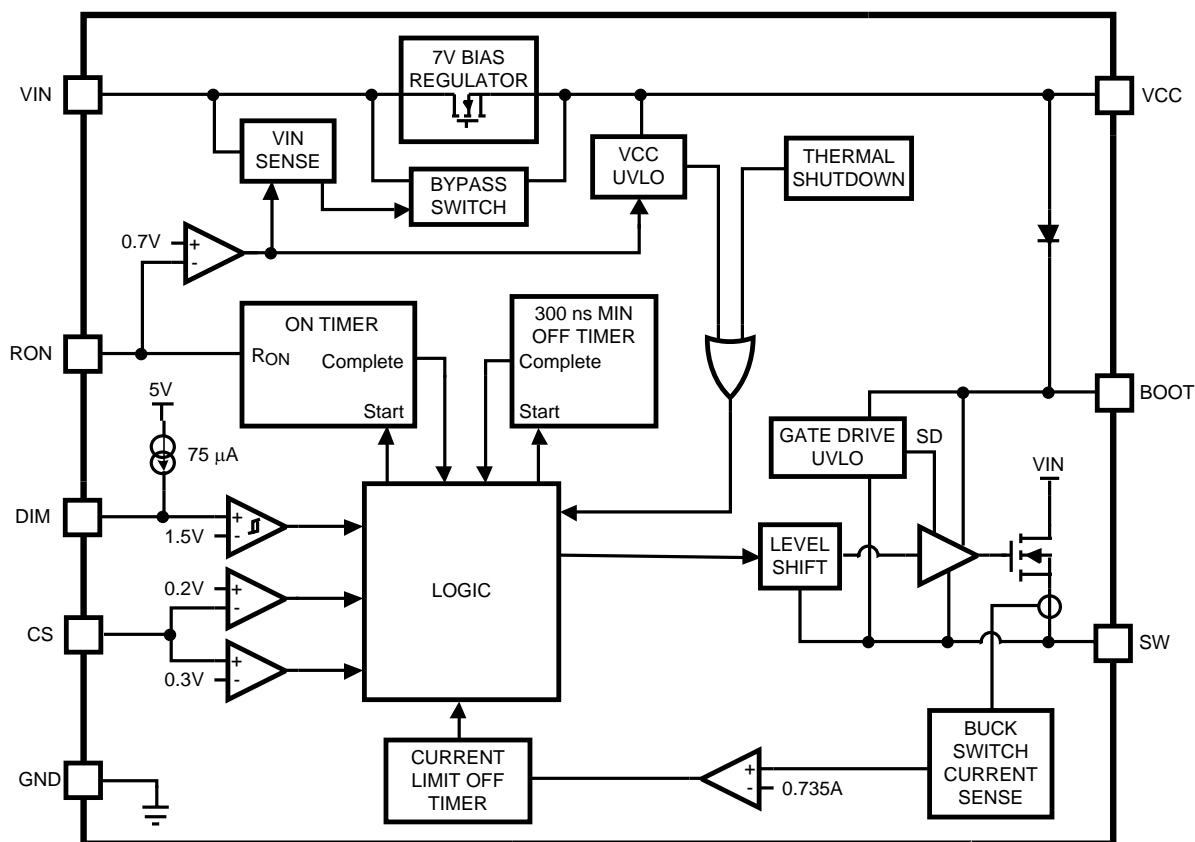 7V BIAS
REGULATOR
VIN
VCC
VIN
SENSE
VCC
UVLO
THERMAL
SHUTDOWN
BYPASS
SWITCH
0.7V
+
-
ON TIMER
300 ns MIN
OFF TIMER
RON
RON
Complete
Complete
Start
Start
5V
75 μA
BOOT
GATE DRIVE
UVLO
SD
VIN
DIM
+
-
1.5V
LEVEL
SHIFT
0.2V
+
-
LOGIC
CS
+
-
0.3V
SW
GND
CURRENT
LIMIT OFF
TIMER
+
-
0.735A
BUCK
SWITCH
CURRENT
SENSE